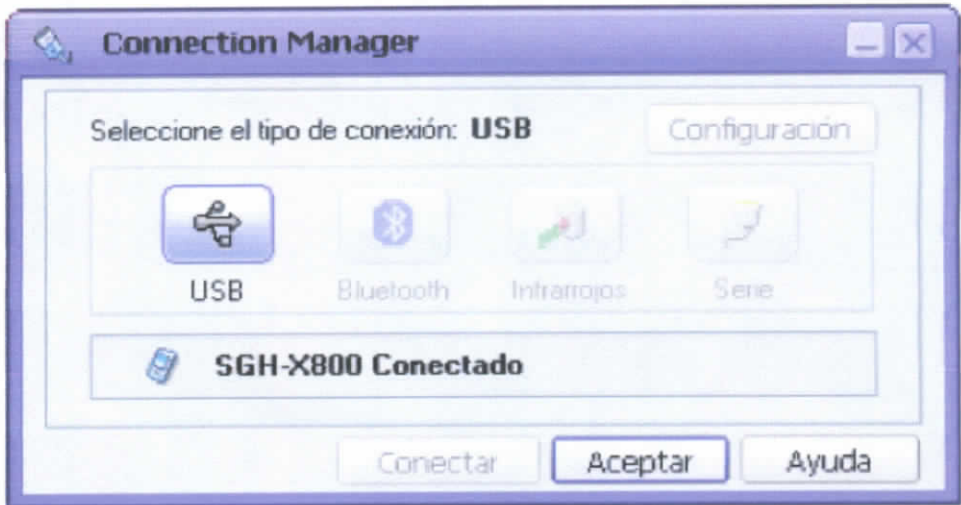 Connection Manager
Seleccione el tipo de conexión: USB
Configuración
USB
Bluetooth
Infrarrojos
Serie
SGH-X800 Conectado
Conectar
Aceptar
Ayuda